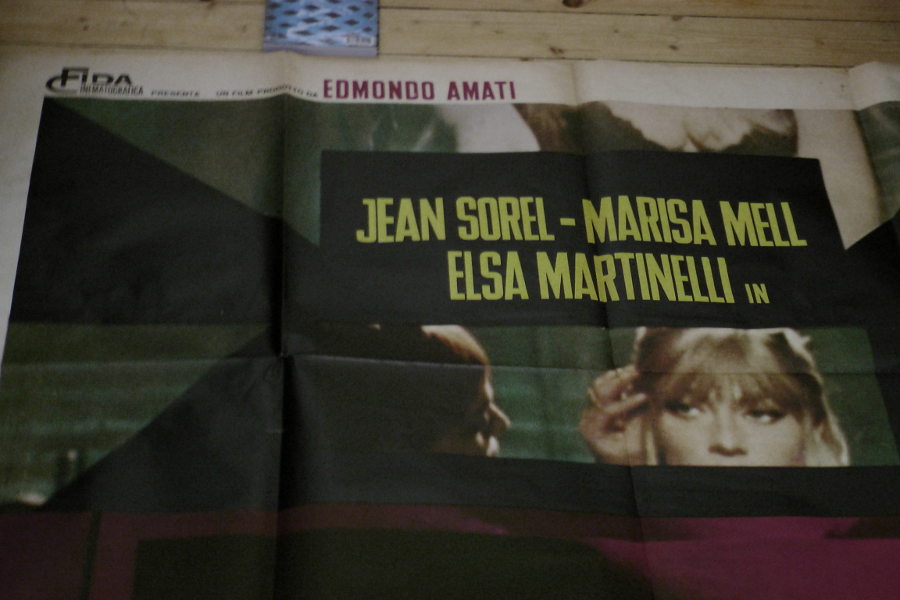 FIDA
CINEMATOGRAFICA PRESENTA UN FILM PRODOTTO DA EDMONDO AMATI
JEAN SOREL - MARISA MELL
ELSA MARTINELLI IN